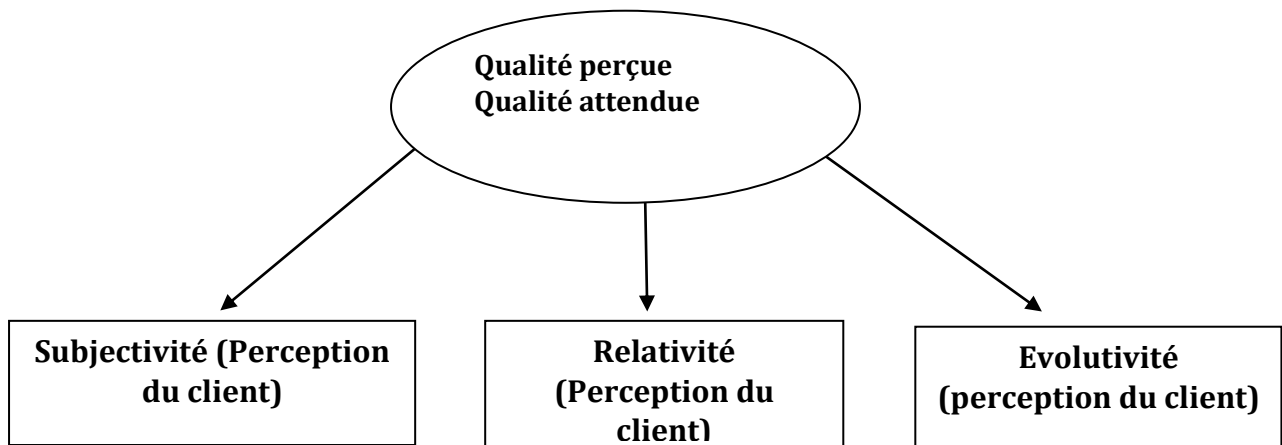 Qualité perçue
Qualité attendue
Subjectivité (Perception
du client)
Relativité
(Perception du
client)
Evolutivité
(perception du client)